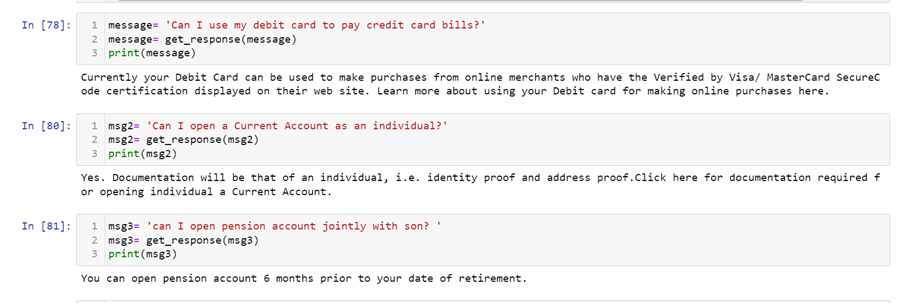 In [78]:
1 message= 'Can I use my debit card to pay credit card bills?'
2 message= get_response(message)
3 print(message)
Currently your Debit Card can be used to make purchases from online merchants who have the Verified by Visa/ MasterCard SecureC
ode certification displayed on their web site. Learn more about using your Debit card for making online purchases here.
In [80]:
1 msg2= 'Can I open a Current Account as an individual?'
2 msg2= get_response(msg2)
3 print(msg2)
Yes. Documentation will be that of an individual, i.e. identity proof and address proof.Click here for documentation required f
or opening individual a Current Account.
In [81]:
1 msg3= 'can I open pension account jointly with son? '
2 msg3= get_response(msg3)
3 print(msg3)
You can open pension account 6 months prior to your date of retirement.